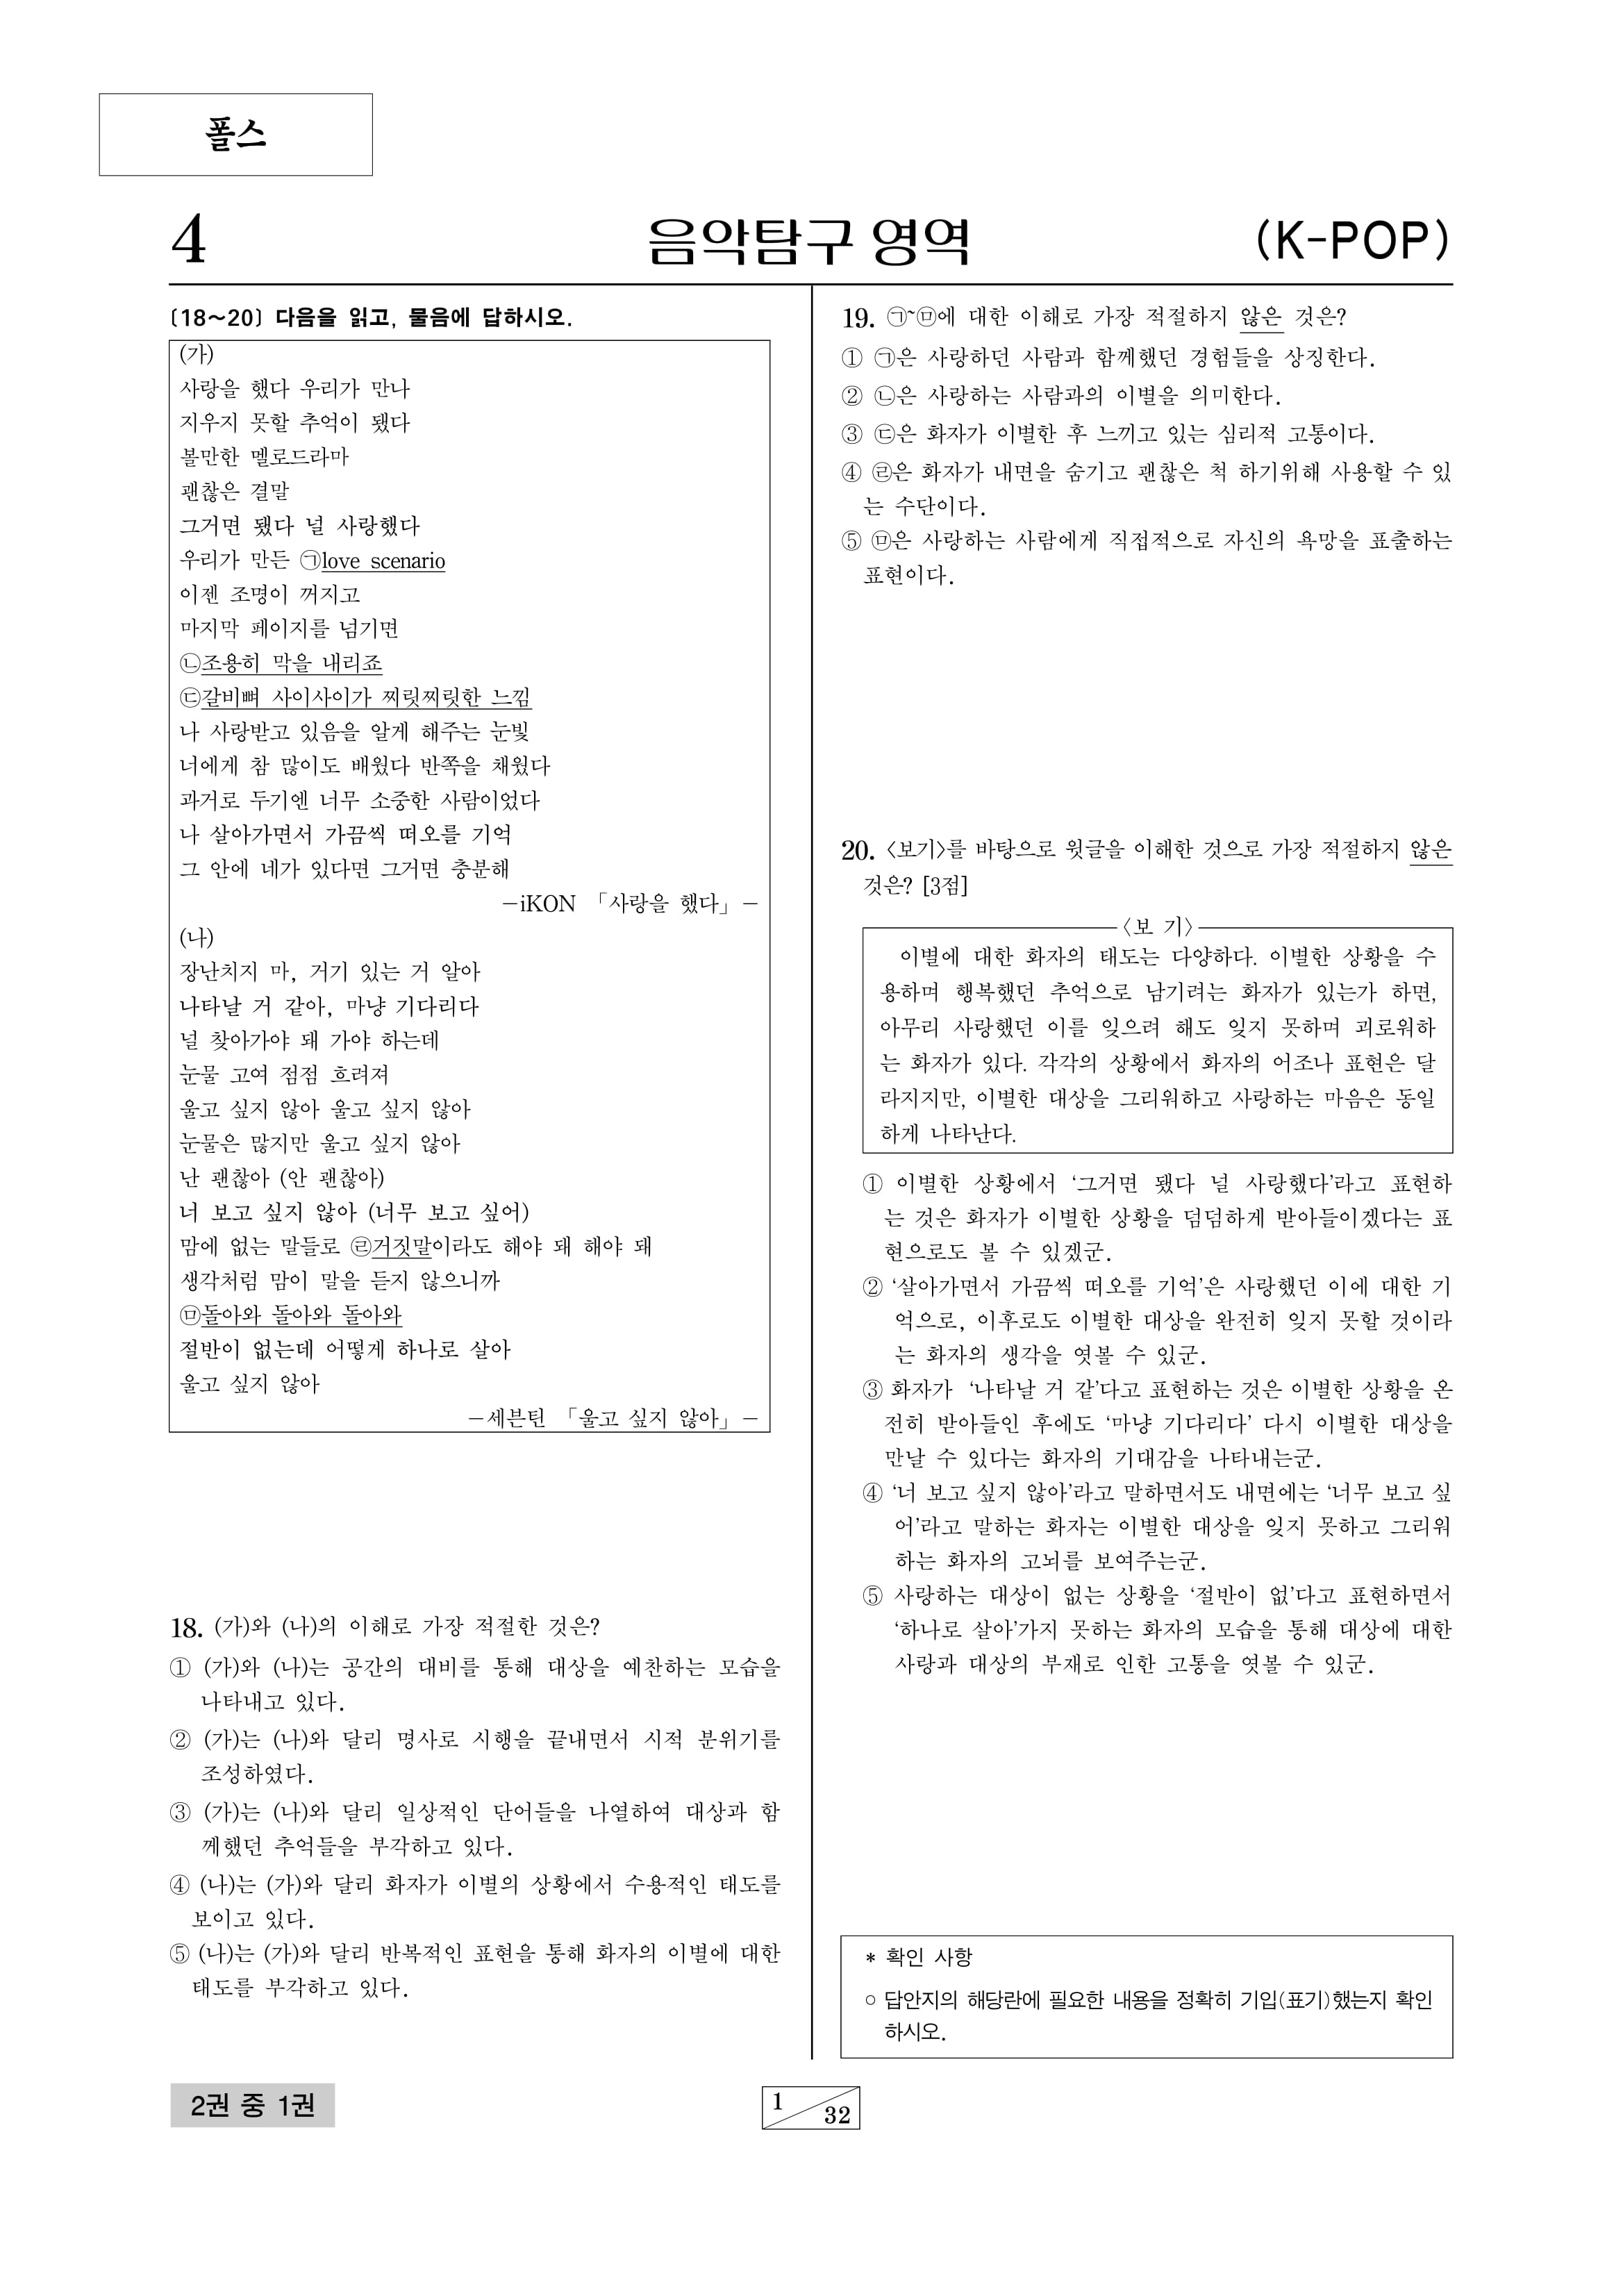 폴스
4 음악탐구 영역 (K-POP)
〔18~20〕 다음을 읽고, 물음에 답하시오.
(가)
사랑을 했다 우리가 만나
지우지 못할 추억이 됐다
볼만한 멜로드라마
괜찮은 결말
그거면 됐다 널 사랑했다
우리가 만든 ㉠love scenario
이젠 조명이 꺼지고
마지막 페이지를 넘기면
㉡조용히 막을 내리죠
㉢갈비뼈 사이사이가 찌릿찌릿한 느낌
나 사랑받고 있음을 알게 해주는 눈빛
너에게 참 많이도 배웠다 반쪽을 채웠다
과거로 두기엔 너무 소중한 사람이었다
나 살아가면서 가끔씩 떠오를 기억
그 안에 네가 있다면 그거면 충분해
－iKON 「사랑을 했다」－
(나)
장난치지 마, 거기 있는 거 알아
나타날 거 같아, 마냥 기다리다
널 찾아가야 돼 가야 하는데
눈물 고여 점점 흐려져
울고 싶지 않아 울고 싶지 않아
눈물은 많지만 울고 싶지 않아
난 괜찮아 (안 괜찮아)
너 보고 싶지 않아 (너무 보고 싶어)
맘에 없는 말들로 ㉣거짓말이라도 해야 돼 해야 돼
생각처럼 맘이 말을 듣지 않으니까
㉤돌아와 돌아와 돌아와
절반이 없는데 어떻게 하나로 살아
울고 싶지 않아
－세븐틴 「울고 싶지 않아」－
18. (가)와 (나)의 이해로 가장 적절한 것은?
① (가)와 (나)는 공간의 대비를 통해 대상을 예찬하는 모습을
나타내고 있다.
② (가)는 (나)와 달리 명사로 시행을 끝내면서 시적 분위기를
조성하였다.
③ (가)는 (나)와 달리 일상적인 단어들을 나열하여 대상과 함
께했던 추억들을 부각하고 있다.
④ (나)는 (가)와 달리 화자가 이별의 상황에서 수용적인 태도를
보이고 있다.
⑤ (나)는 (가)와 달리 반복적인 표현을 통해 화자의 이별에 대한
태도를 부각하고 있다.
19. ㉠~㉤에 대한 이해로 가장 적절하지 않은 것은?
① ㉠은 사랑하던 사람과 함께했던 경험들을 상징한다.
② ㉡은 사랑하는 사람과의 이별을 의미한다.
③ ㉢은 화자가 이별한 후 느끼고 있는 심리적 고통이다.
④ ㉣은 화자가 내면을 숨기고 괜찮은 척 하기위해 사용할 수 있
는 수단이다.
⑤ ㉤은 사랑하는 사람에게 직접적으로 자신의 욕망을 표출하는
표현이다.
20. 〈보기〉를 바탕으로 윗글을 이해한 것으로 가장 적절하지 않은
것은? [3점]
〈보 기〉
이별에 대한 화자의 태도는 다양하다. 이별한 상황을 수
용하며 행복했던 추억으로 남기려는 화자가 있는가 하면,
아무리 사랑했던 이를 잊으려 해도 잊지 못하며 괴로워하
는 화자가 있다. 각각의 상황에서 화자의 어조나 표현은 달
라지지만, 이별한 대상을 그리워하고 사랑하는 마음은 동일
하게 나타난다.
① 이별한 상황에서 ‘그거면 됐다 널 사랑했다’라고 표현하
는 것은 화자가 이별한 상황을 덤덤하게 받아들이겠다는 표
현으로도 볼 수 있겠군.
② ‘살아가면서 가끔씩 떠오를 기억’은 사랑했던 이에 대한 기
억으로, 이후로도 이별한 대상을 완전히 잊지 못할 것이라
는 화자의 생각을 엿볼 수 있군.
③ 화자가 ‘나타날 거 같’다고 표현하는 것은 이별한 상황을 온
전히 받아들인 후에도 ‘마냥 기다리다’ 다시 이별한 대상을
만날 수 있다는 화자의 기대감을 나타내는군.
④ ‘너 보고 싶지 않아’라고 말하면서도 내면에는 ‘너무 보고 싶
어’라고 말하는 화자는 이별한 대상을 잊지 못하고 그리워
하는 화자의 고뇌를 보여주는군.
⑤ 사랑하는 대상이 없는 상황을 ‘절반이 없’다고 표현하면서
‘하나로 살아’가지 못하는 화자의 모습을 통해 대상에 대한
사랑과 대상의 부재로 인한 고통을 엿볼 수 있군.
* 확인 사항
○ 답안지의 해당란에 필요한 내용을 정확히 기입(표기)했는지 확인
하시오.
2권 중 1권
1 32